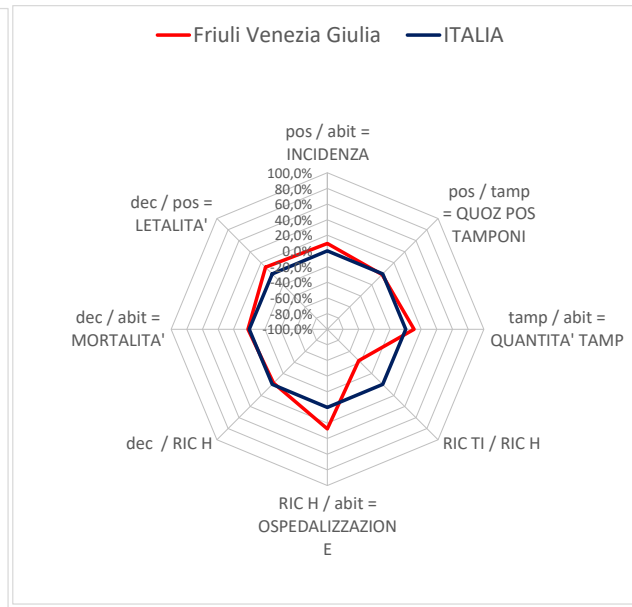 Friuli Venezia Giulia
ITALIA
pos / abit =
INCIDENZA
100,0%
80,0%
60,0%
40,0%
20,0%
0,0%
-20,0%
-40,0%
-60,0%
-80,0%
-100,0%
pos / tamp
= QUOZ POS
TAMPONI
tamp / abit =
QUANTITA' TAMP
RIC TI / RIC H
RIC H / abit =
OSPEDALIZZAZION
E
dec / RIC H
dec / abit =
MORTALITA'
dec / pos =
LETALITA'